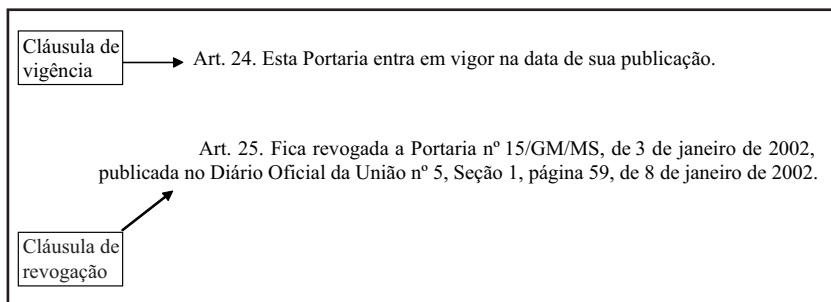 Cláusula de
vigência
Art. 24. Esta Portaria entra em vigor na data de sua publicação.
Art. 25. Fica revogada a Portaria nº 15/GM/MS, de 3 de janeiro de 2002,
publicada no Diário Oficial da União nº 5, Seção 1, página 59, de 8 de janeiro de 2002.
Cláusula de
revogação